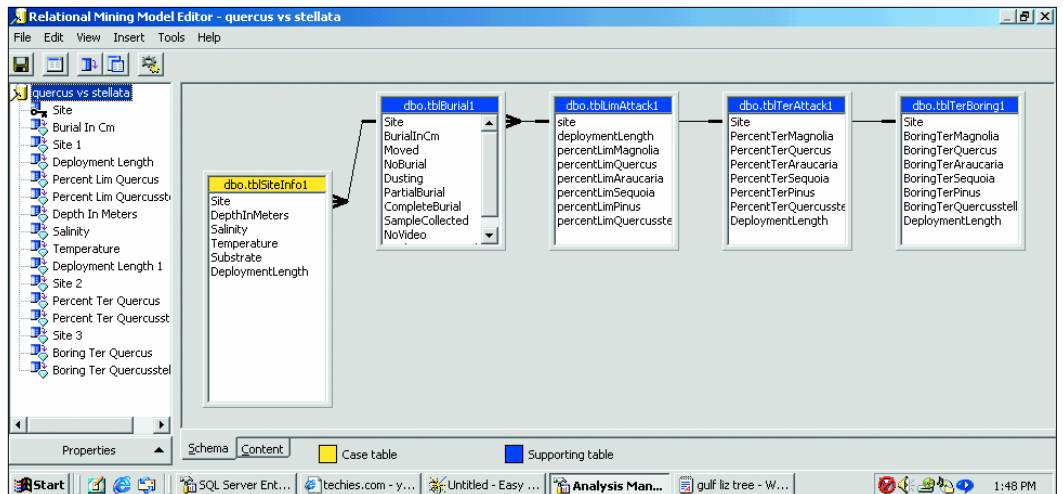 Relational Mining Model Editor - quercus vs stellata
File Edit View Insert Tools Help
quercus vs stellata
Site
Burial In Cm
Site 1
Deployment Length
Percent Lim Quercus
Percent Lim Quercusst
Depth In Meters
Salinity
Temperature
Deployment Length 1
Site 2
Percent Ter Quercus
Percent Ter Quercusst
Site 3
Boring Ter Quercus
Boring Ter Quercusstel
Properties
dbo.tblSiteInfo1
Site
DepthInMeters
Salinity
Temperature
Substrate
DeploymentLength
dbo.tblBurial1
Site
BurialInCm
Moved
NoBurial
Dusting
PartialBurial
CompleteBurial
SampleCollected
NoVideo
dbo.tblLimAttack1
site
deploymentLength
percentLimMagnolia
percentLimQuercus
percentLimAraucaria
percentLimSequoia
percentLimPinus
percentLimQuercusste
dbo.tblTerAttack1
Site
PercentTerMagnolia
PercentTerQuercus
PercentTerAraucaria
PercentTerSequoia
PercentTerPinus
PercentTerQuercusste
DeploymentLength
dbo.tblTerBoring1
Site
BoringTerMagnolia
BoringTerQuercus
BoringTerAraucaria
BoringTerSequoia
BoringTerPinus
BoringTerQuercusstell
DeploymentLength
Schema Content Case table Supporting table
Start SQL Server Ent... techies.com - y... Untitled - Easy ... Analysis Man... gulf liz tree - W... 1:48 PM